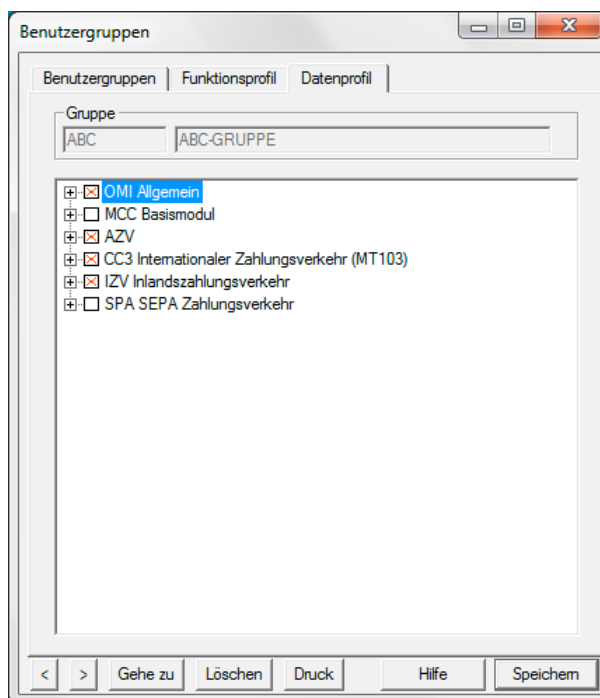 Benutzergruppen
Benutzergruppen Funktionsprofil Datenprofil
Gruppe
ABC ABC-GRUPPE
OMI Allgemein
MCC Basismodul
AZV
CC3 Internationaler Zahlungsverkehr (MT103)
IZV Inlandszahlungsverkehr
SPA SEPA Zahlungsverkehr
< > Gehe zu Löschen Druck Hilfe Speichern